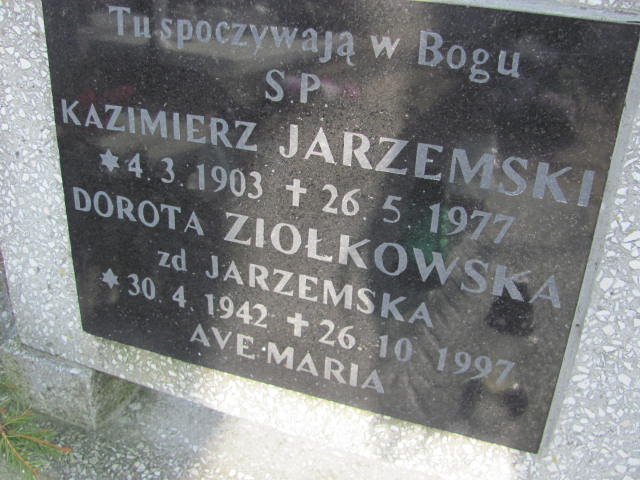 Tu spoczywają w Bogu
S.P.
KAZIMIERZ JARZEMSKI
* 4. 3. 1903 + 26. 5 1977
DOROTA ZIOŁKOWSKA
zd JARZEMSKA
* 30. 4. 1942 + 26. 10 1997
AVE MARIA